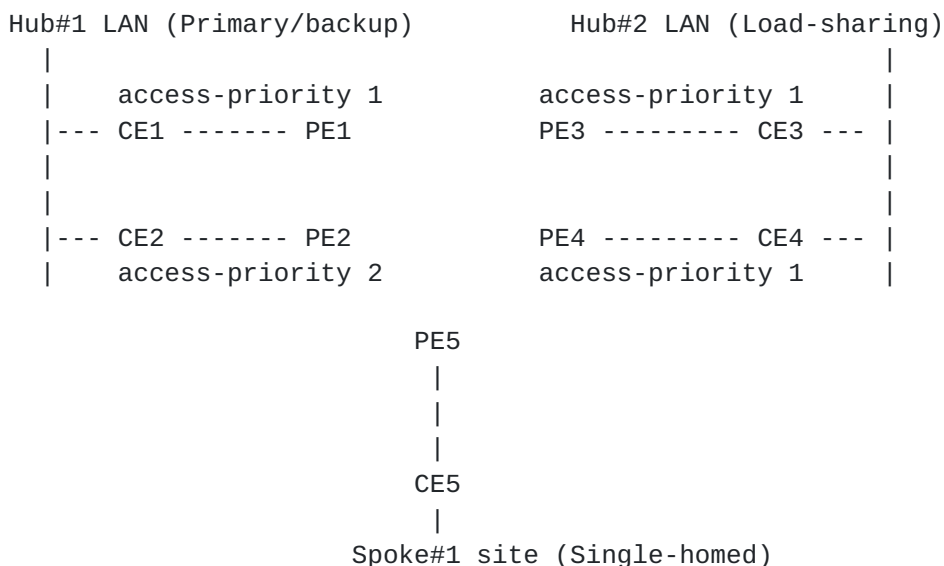 Hub#1 LAN (Primary/backup)          Hub#2 LAN (Load-sharing)
  |                                                     |
  |    access-priority 1          access-priority 1     |
  |--- CE1 ------- PE1            PE3 --------- CE3 --- |
  |                                                     |
  |                                                     |
  |--- CE2 ------- PE2            PE4 --------- CE4 --- |
  |    access-priority 2          access-priority 1     |

                          PE5
                           |
                           |
                           |
                          CE5
                           |
                      Spoke#1 site (Single-homed)